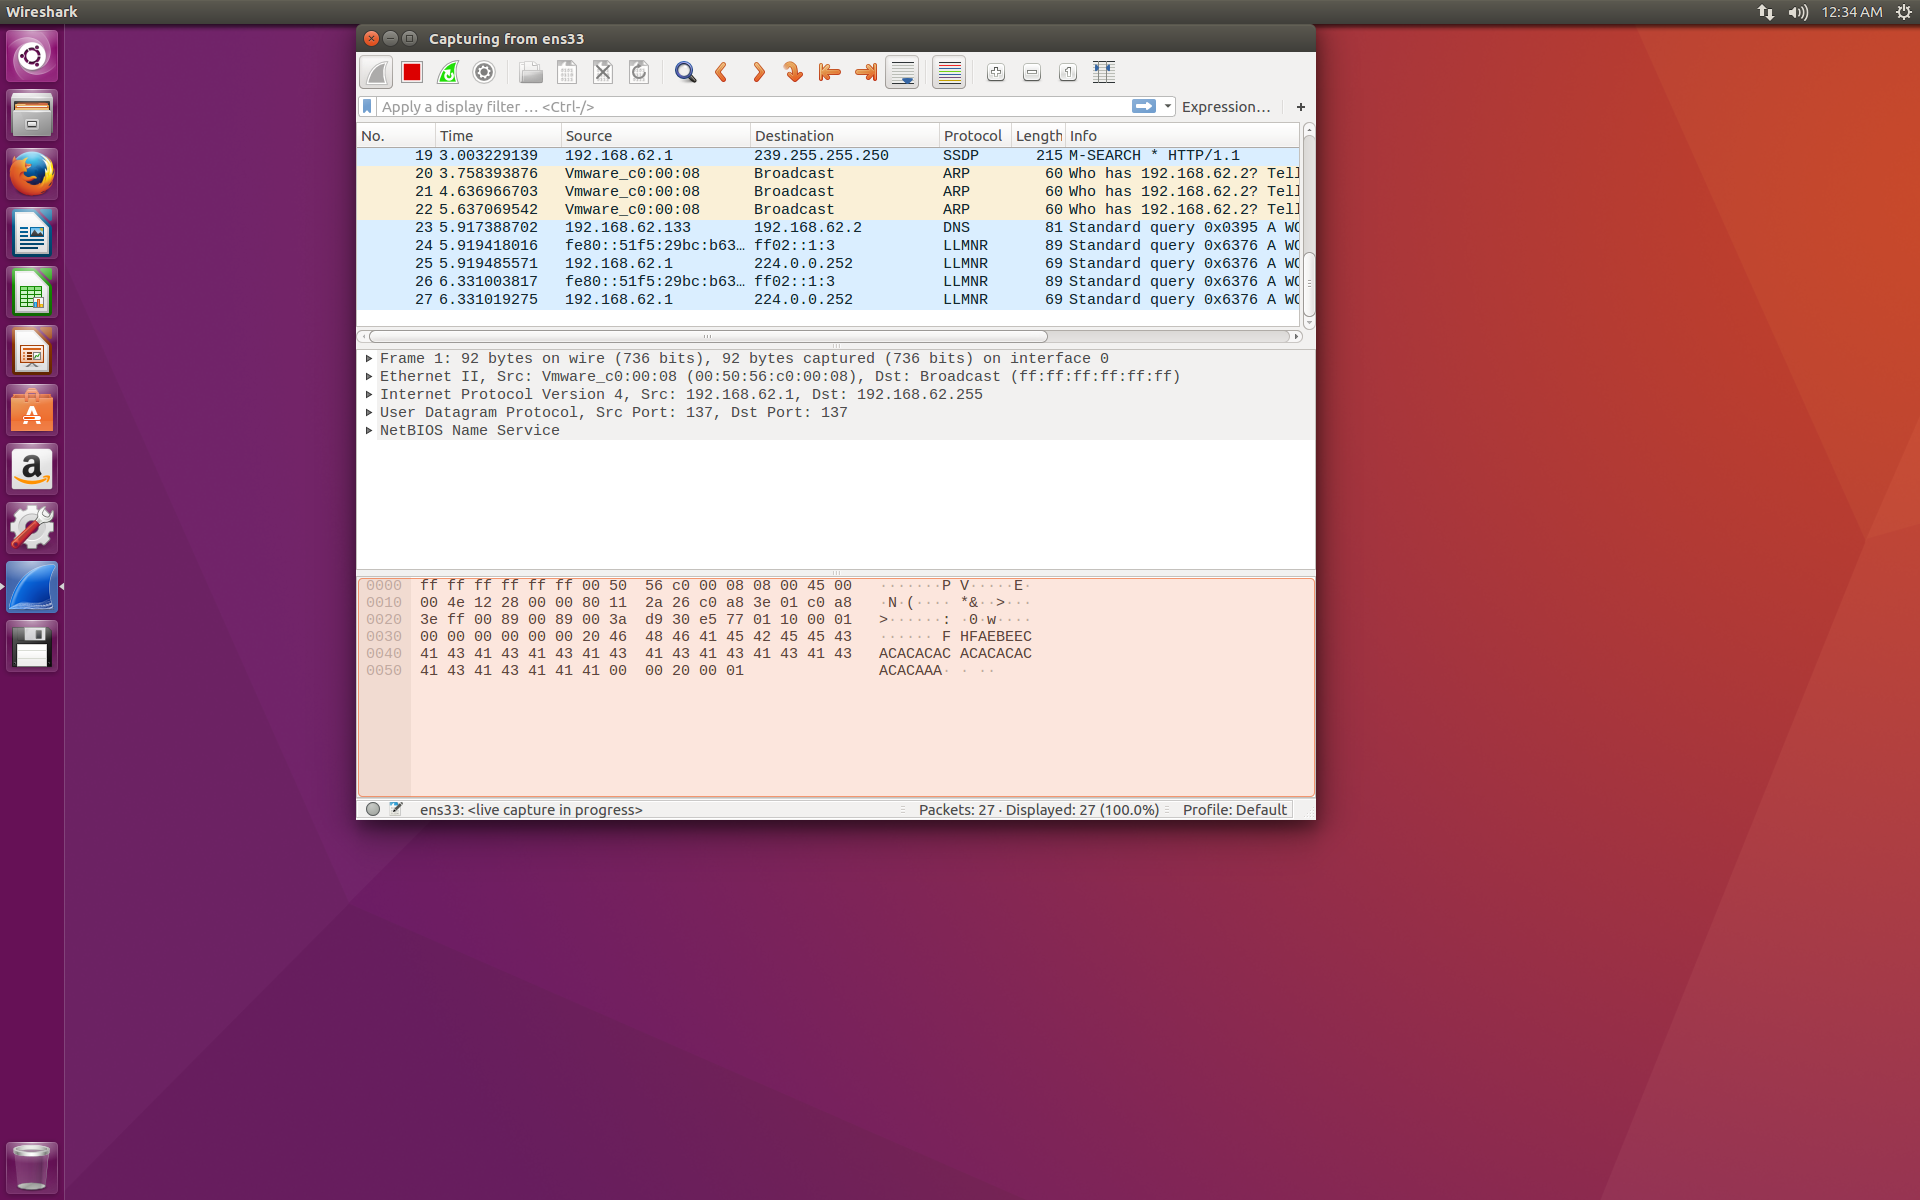 Wireshark
12:34 AM
Capturing from ens33
Apply a display filter … <Ctrl-/>
Expression…
+
No. Time Source Destination Protocol Length Info
19 3.003229139 192.168.62.1 239.255.255.250 SSDP 215 M-SEARCH * HTTP/1.1
20 3.758393876 Vmware_c0:00:08 Broadcast ARP 60 Who has 192.168.62.2? Tell
21 4.636966703 Vmware_c0:00:08 Broadcast ARP 60 Who has 192.168.62.2? Tell
22 5.637069542 Vmware_c0:00:08 Broadcast ARP 60 Who has 192.168.62.2? Tell
23 5.917388702 192.168.62.133 192.168.62.2 DNS 81 Standard query 0x0395 A WO
24 5.919418016 fe80::51f5:29bc:b63… ff02::1:3 LLMNR 89 Standard query 0x6376 A WO
25 5.919485571 192.168.62.1 224.0.0.252 LLMNR 69 Standard query 0x6376 A WO
26 6.331003817 fe80::51f5:29bc:b63… ff02::1:3 LLMNR 89 Standard query 0x6376 A WO
27 6.331019275 192.168.62.1 224.0.0.252 LLMNR 69 Standard query 0x6376 A WO
Frame 1: 92 bytes on wire (736 bits), 92 bytes captured (736 bits) on interface 0
Ethernet II, Src: Vmware_c0:00:08 (00:50:56:c0:00:08), Dst: Broadcast (ff:ff:ff:ff:ff:ff)
Internet Protocol Version 4, Src: 192.168.62.1, Dst: 192.168.62.255
User Datagram Protocol, Src Port: 137, Dst Port: 137
NetBIOS Name Service
0000 ff ff ff ff ff ff 00 50 56 c0 00 08 08 00 45 00 ·······P V·····E·
0010 00 4e 12 28 00 00 80 11 2a 26 c0 a8 3e 01 c0 a8 ·N·(···· *&··>···
0020 3e ff 00 89 00 89 00 3a d9 30 e5 77 01 10 00 01 >······: ·0·w····
0030 00 00 00 00 00 00 20 46 48 46 41 45 42 45 45 43 ······ F HFAEBEEC
0040 41 43 41 43 41 43 41 43 41 43 41 43 41 43 41 43 ACACACAC ACACACAC
0050 41 43 41 43 41 41 41 00 00 20 00 01 ACACAAA· · ··
ens33: <live capture in progress>
Packets: 27 · Displayed: 27 (100.0%)
Profile: Default